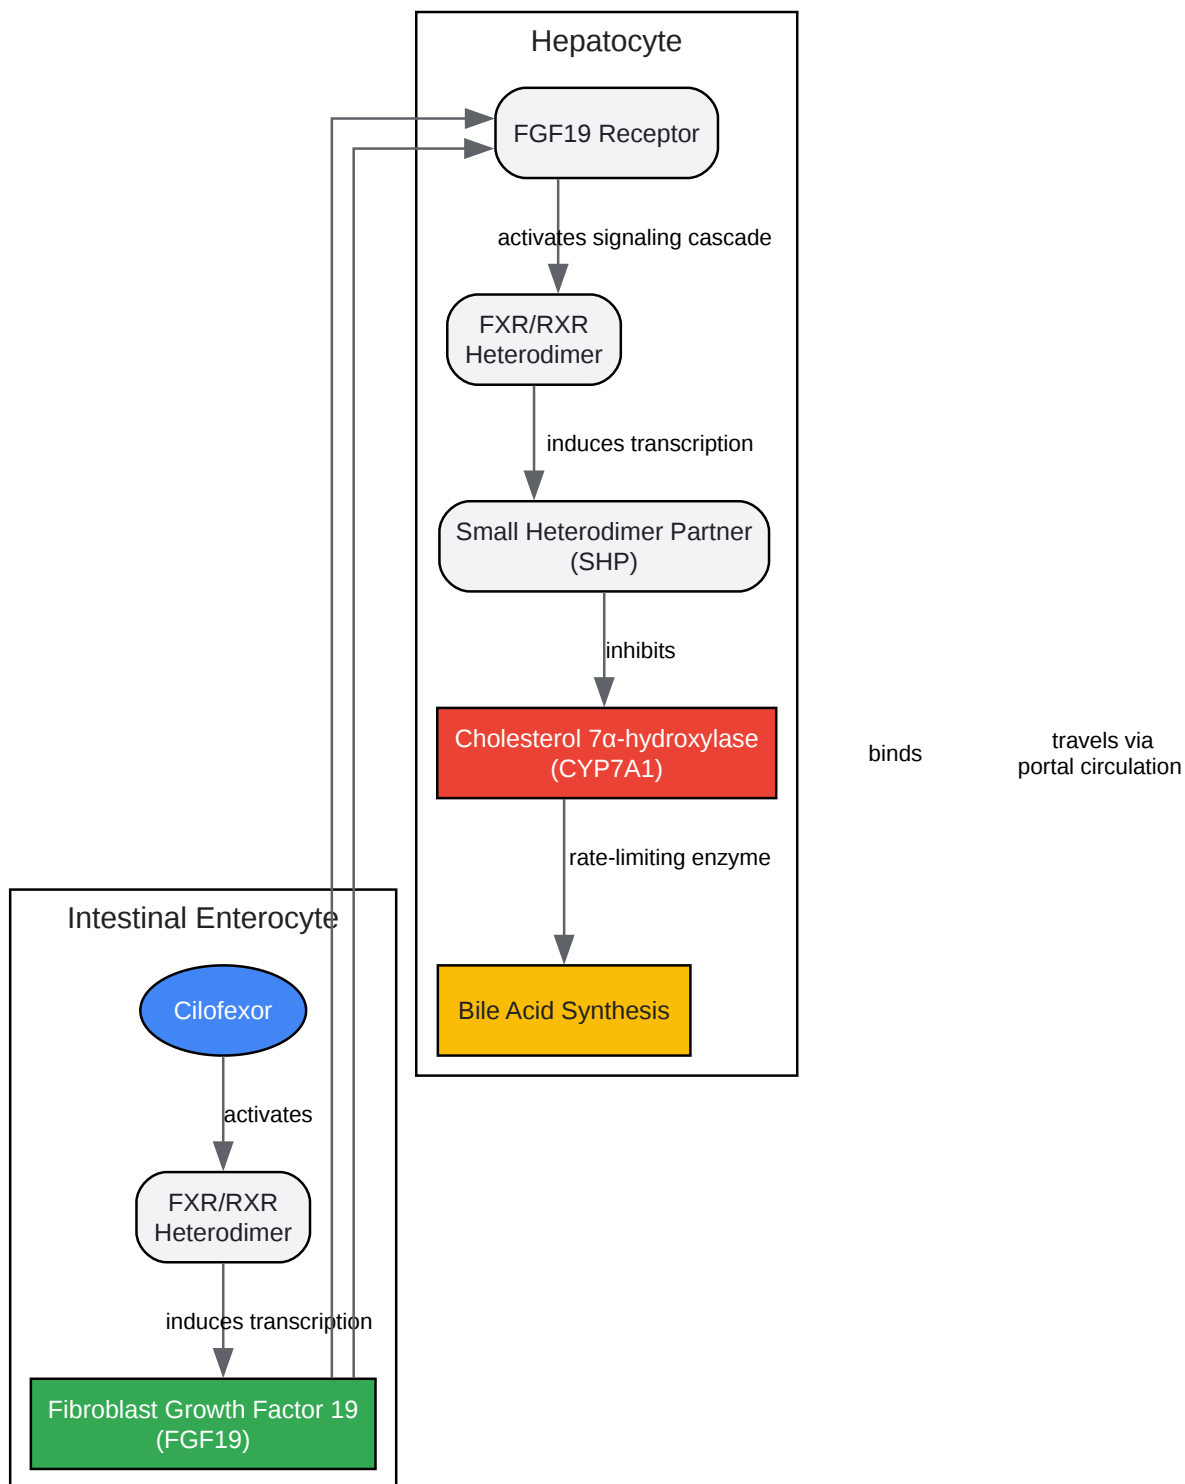 Hepatocyte
FGF19 Receptor
activates signaling cascade
FXR/RXR
Heterodimer
induces transcription
Small Heterodimer Partner
(SHP)
inhibits
Cholesterol 7α-hydroxylase
(CYP7A1)
binds
travels via
portal circulation
rate-limiting enzyme
Bile Acid Synthesis
Intestinal Enterocyte
Cilofexor
activates
FXR/RXR
Heterodimer
induces transcription
Fibroblast Growth Factor 19
(FGF19)